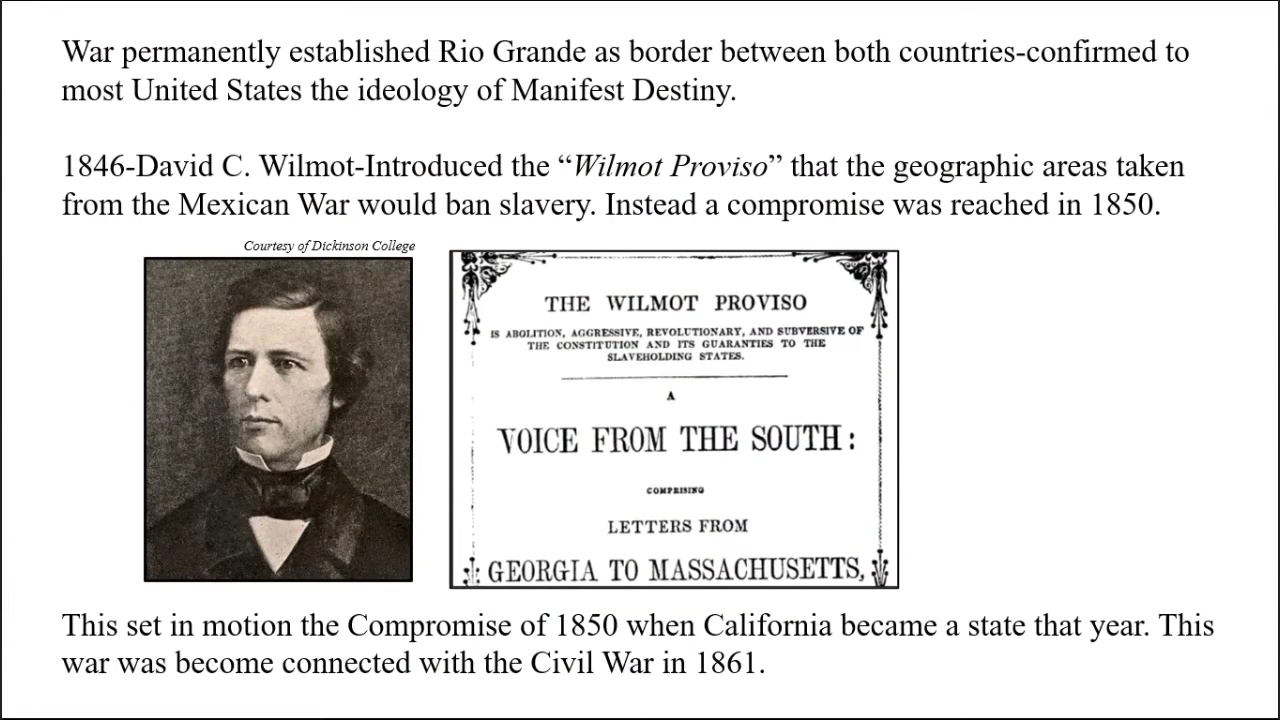 War permanently established Rio Grande as border between both countries-confirmed to
most United States the ideology of Manifest Destiny.
1846-David C. Wilmot-Introduced the “Wilmot Proviso” that the geographic areas taken
from the Mexican War would ban slavery. Instead a compromise was reached in 1850.
Courtesy of Dickinson College
THE WILMOT PROVISO
IS ABOLITION, AGGRESSIVE, REVOLUTIONARY, AND SUBVERSIVE OF
THE CONSTITUTION AND ITS GUARANTIES TO THE
SLAVEHOLDING STATES.
A
VOICE FROM THE SOUTH:
COMPRISING
LETTERS FROM
GEORGIA TO MASSACHUSETTS,
This set in motion the Compromise of 1850 when California became a state that year. This
war was become connected with the Civil War in 1861.